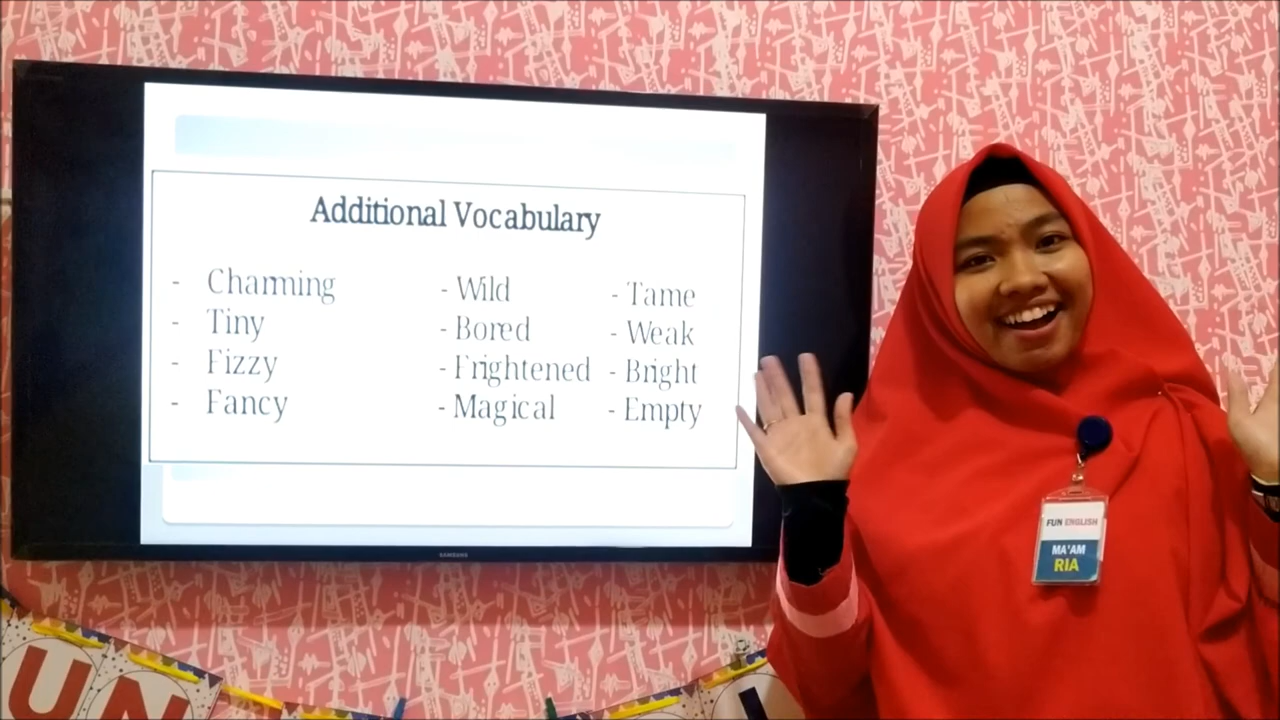 Additional Vocabulary
- Charming - Wild - Tame
- Tiny - Bored - Weak
- Fizzy - Frightened - Bright
- Fancy - Magical - Empty
SAMSUNG
FUN ENGLISH
MA'AM
RIA
UN